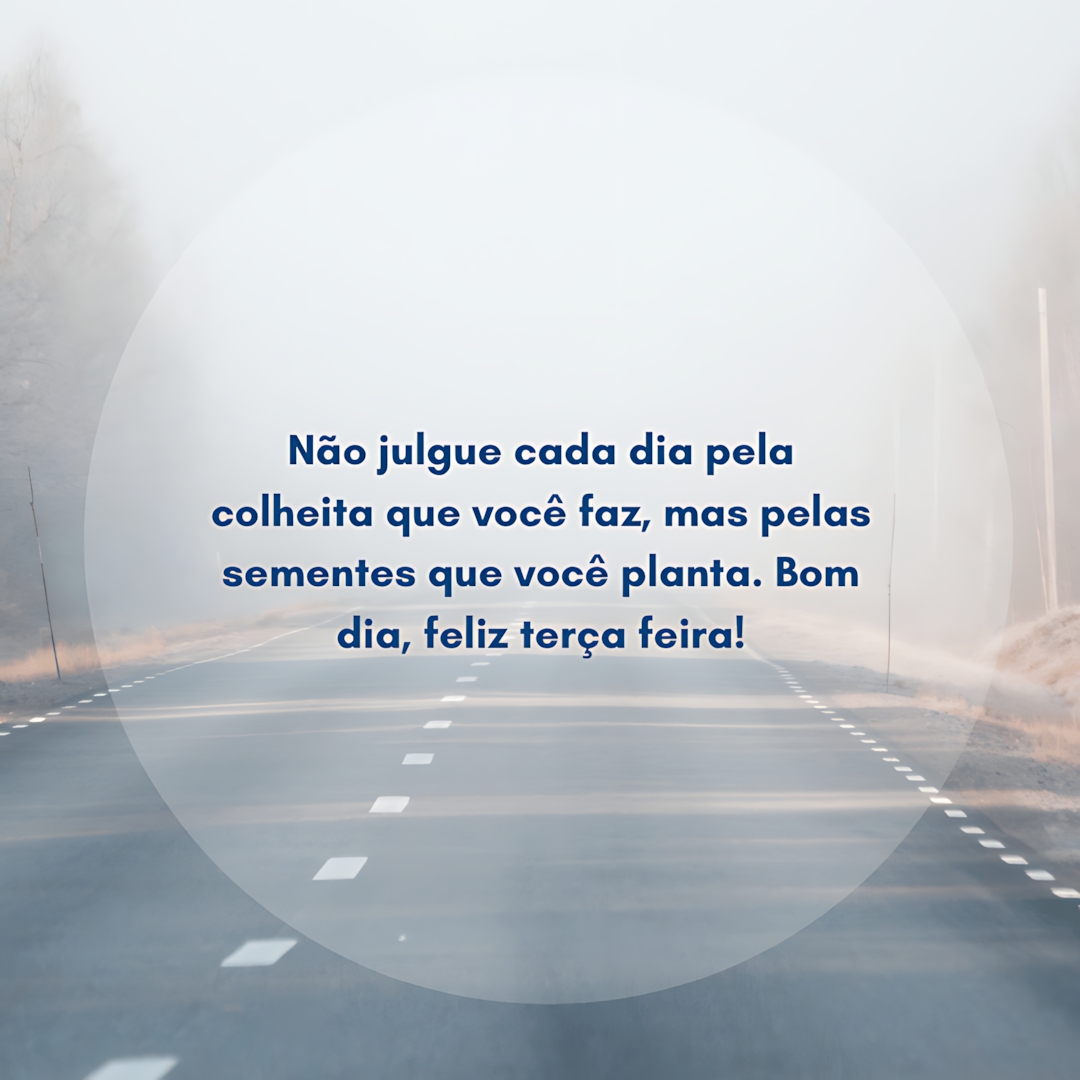 Não julgue cada dia pela
colheita que você faz, mas pelas
sementes que você planta. Bom
dia, feliz terça feira!